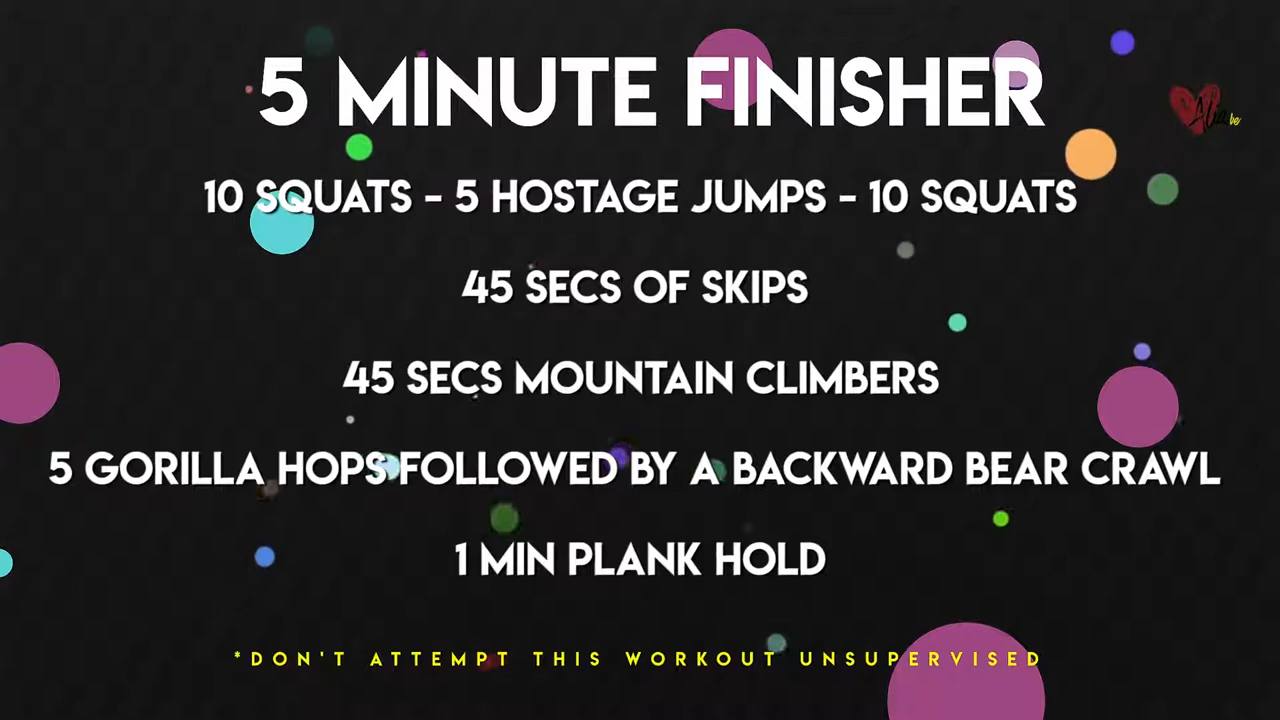 5 MINUTE FINISHER
10 SQUATS - 5 HOSTAGE JUMPS - 10 SQUATS
45 SECS OF SKIPS
45 SECS MOUNTAIN CLIMBERS
5 GORILLA HOPS FOLLOWED BY A BACKWARD BEAR CRAWL
1 MIN PLANK HOLD
*DON'T ATTEMPT THIS WORKOUT UNSUPERVISED
be